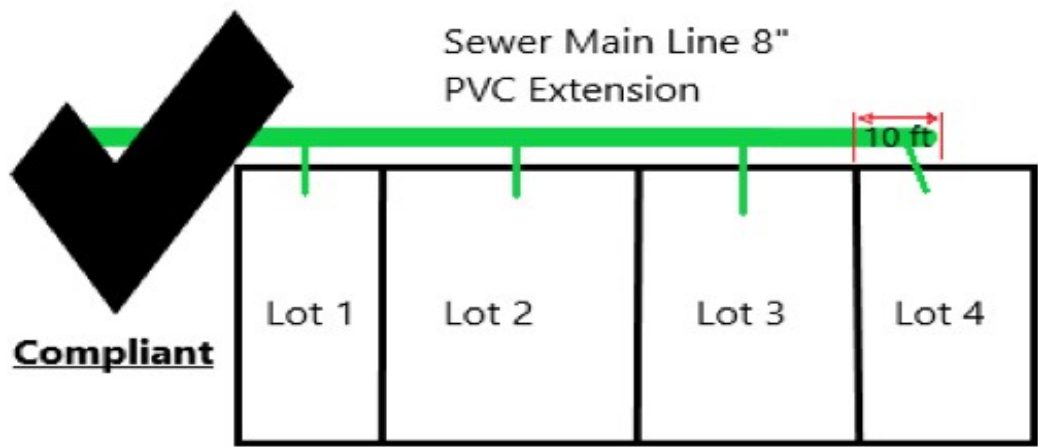 Sewer Main Line 8"
PVC Extension
10 ft
Lot 1
Lot 2
Lot 3
Lot 4
Compliant